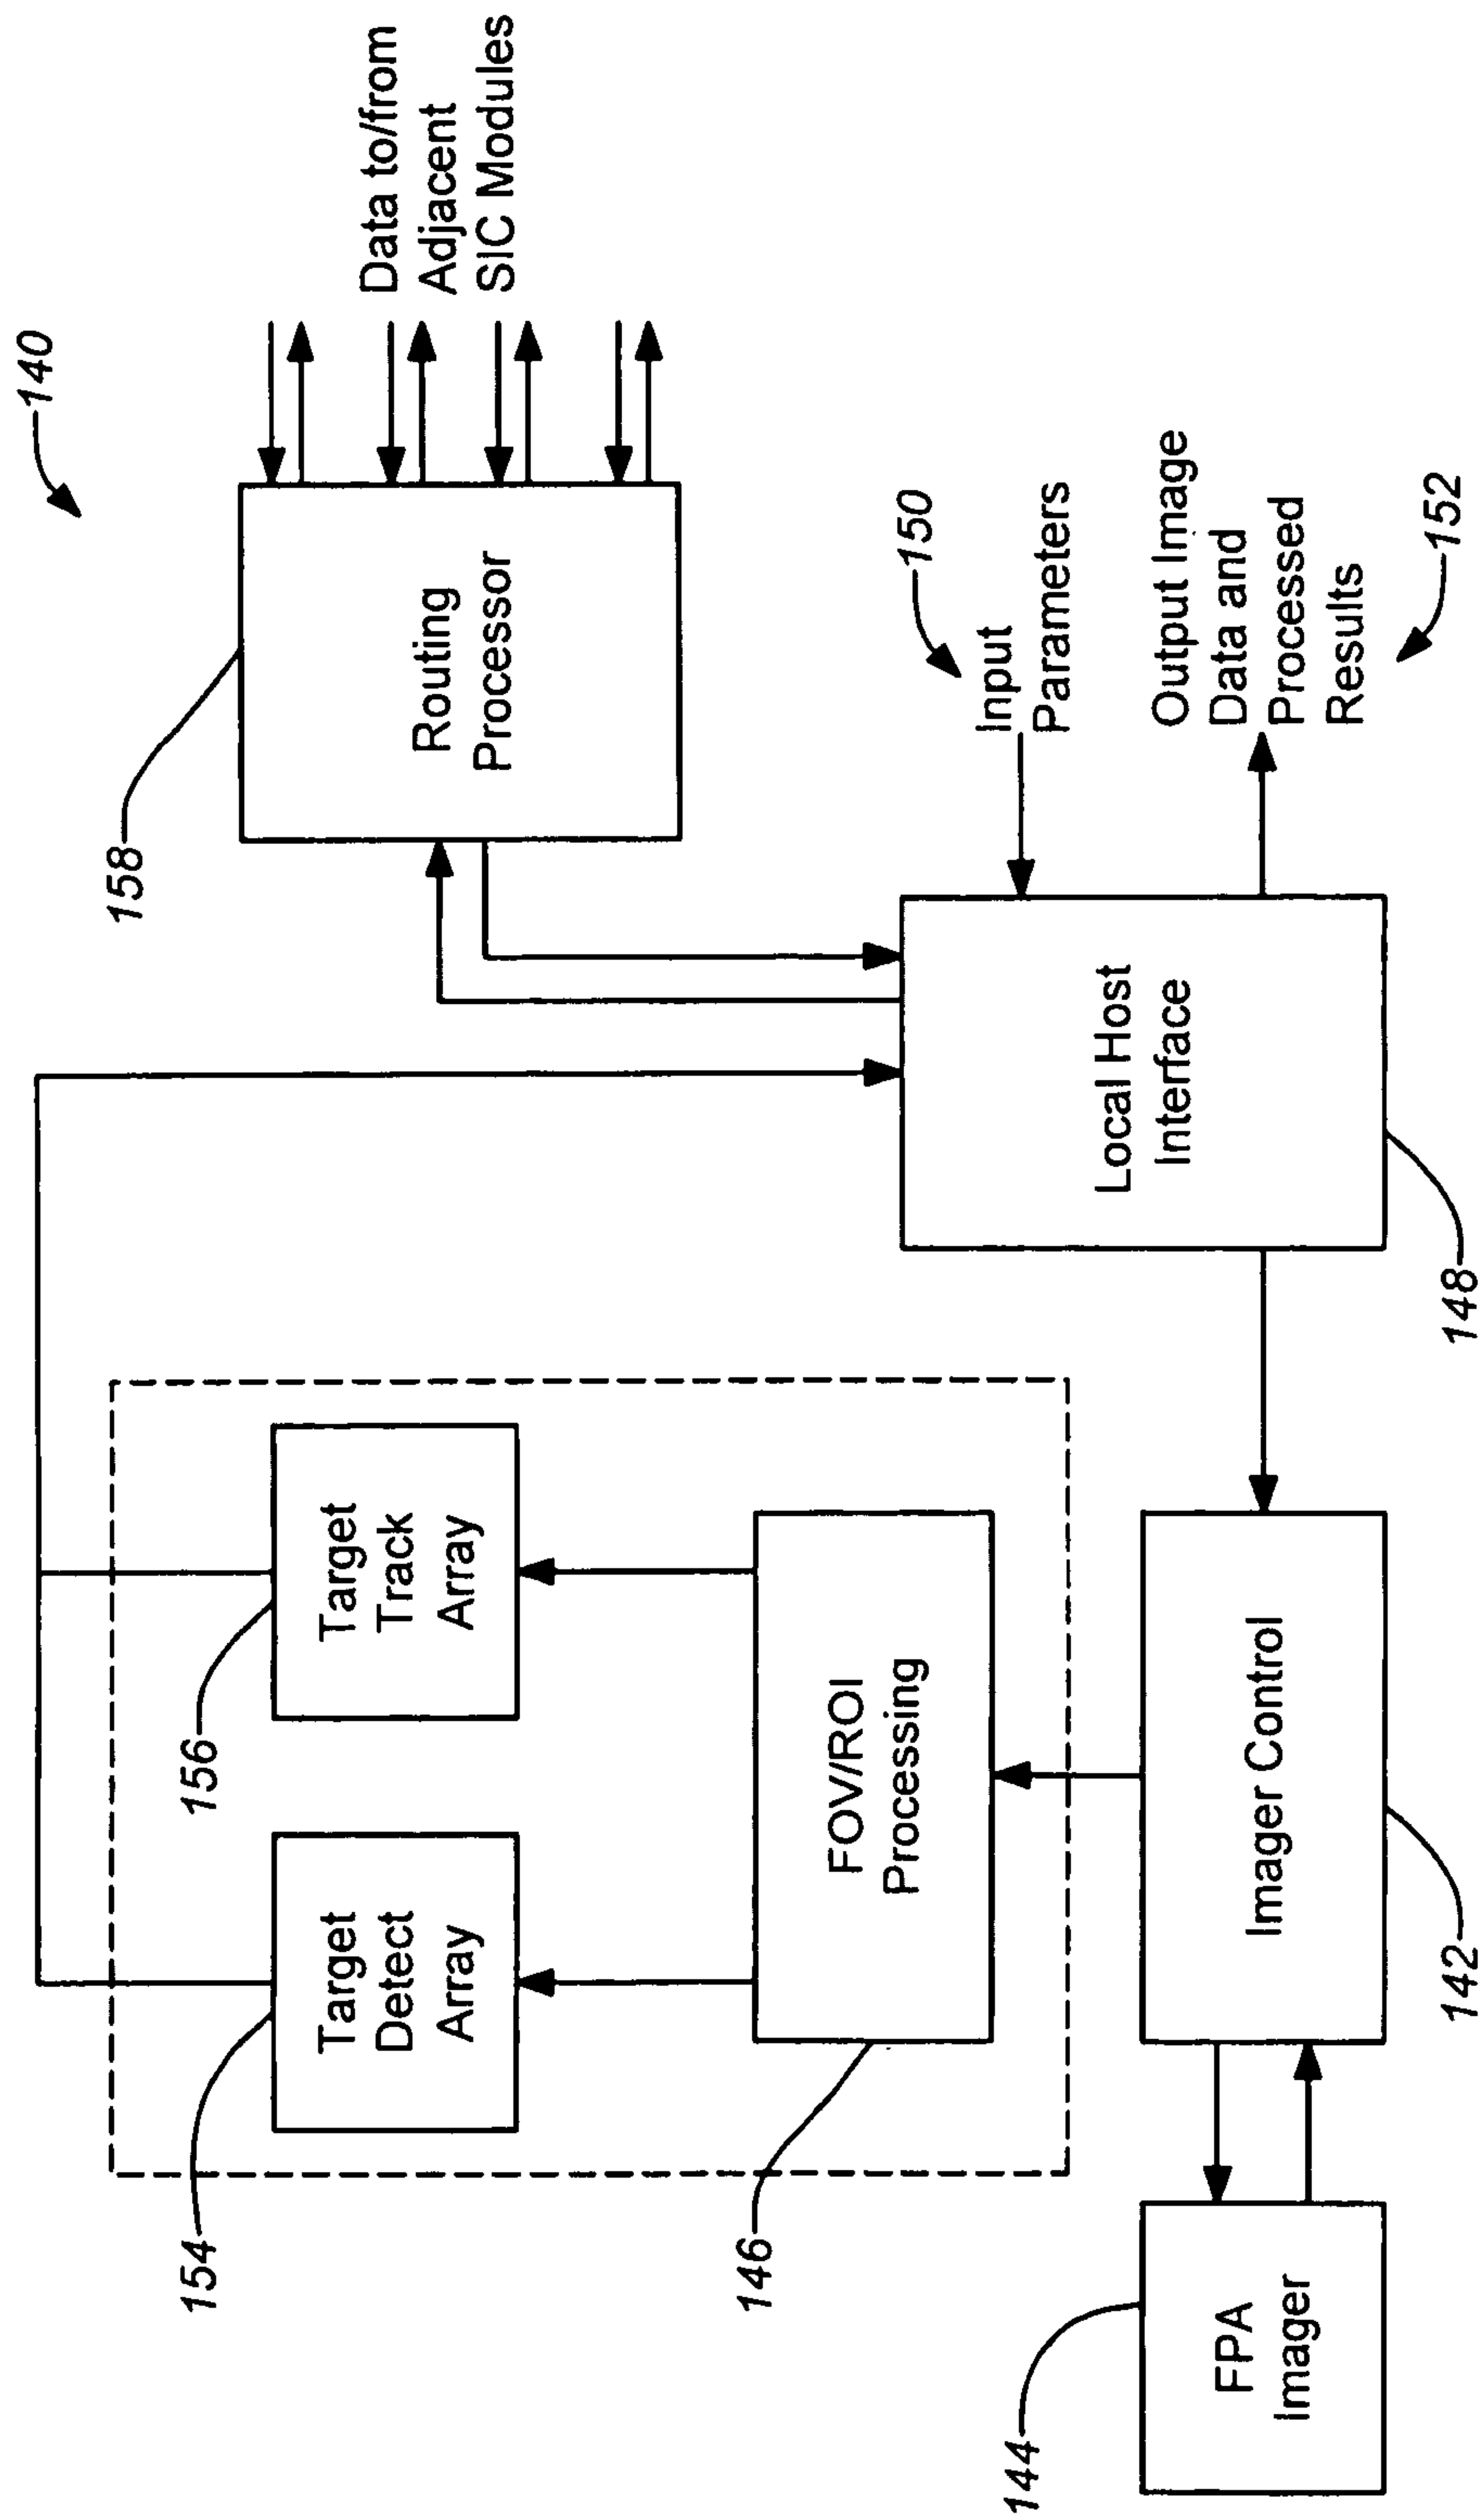 140
158
Routing
Processor
Data to/from
Adjacent
SIC Modules
154
Target
Detect
Array
156
Target
Track
Array
146
FOV/ROI
Processing
150
Input
Parameters
Local Host
Interface
148
Output Image
Data and
Processed
Results
152
144
FPA
Imager
Imager Control
142